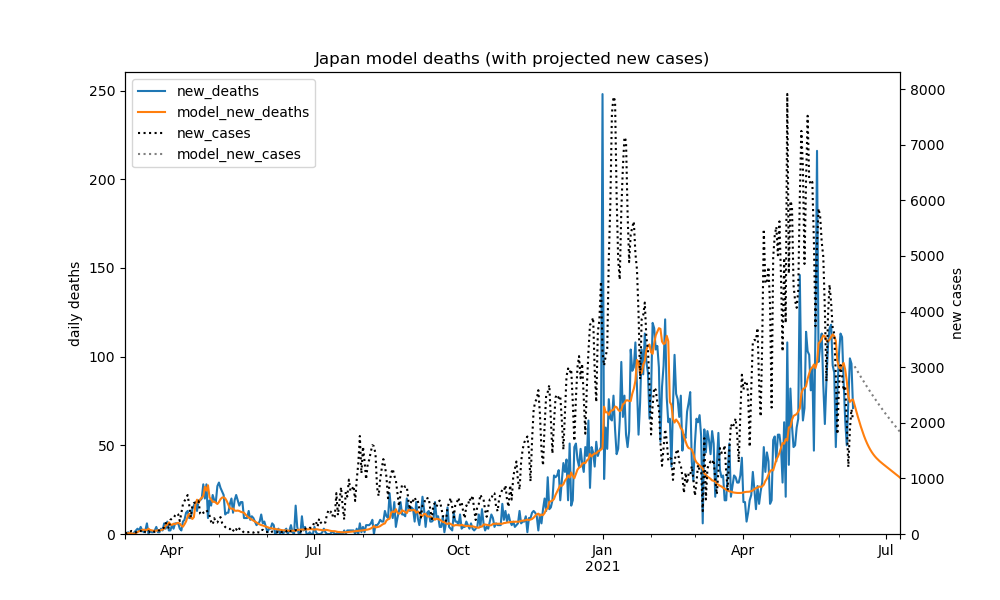 Japan model deaths (with projected new cases)
new_deaths
model_new_deaths
new_cases
model_new_cases
250
200
150
100
50
0
daily deaths
8000
7000
6000
5000
4000
3000
2000
1000
0
new cases
Apr
Jul
Oct
Jan
2021
Apr
Jul